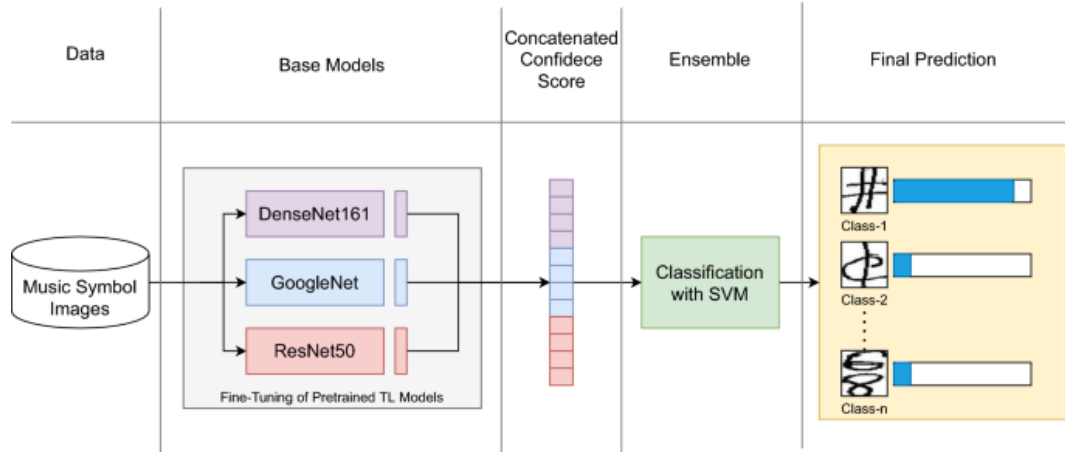 Data
Base Models
Concatenated
Confidece
Score
Ensemble
Final Prediction
Music Symbol
Images
DenseNet161
GoogleNet
ResNet50
Fine-Tuning of Pretrained TL Models
Classification
with SVM
Class-1
Class-2
Class-n